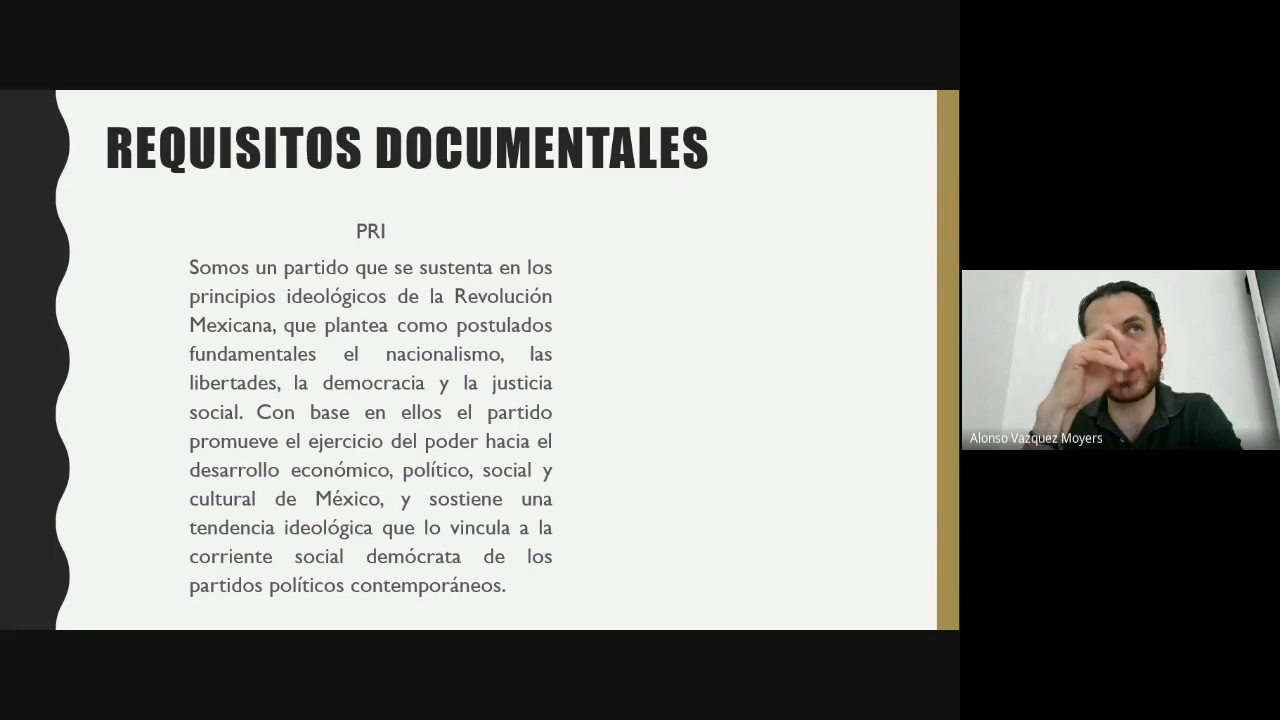 REQUISITOS DOCUMENTALES
PRI
Somos un partido que se sustenta en los
principios ideológicos de la Revolución
Mexicana, que plantea como postulados
fundamentales el nacionalismo, las
libertades, la democracia y la justicia
social. Con base en ellos el partido
promueve el ejercicio del poder hacia el
desarrollo económico, político, social y
cultural de México, y sostiene una
tendencia ideológica que lo vincula a la
corriente social demócrata de los
partidos políticos contemporáneos.
Alonso Vazquez Moyers